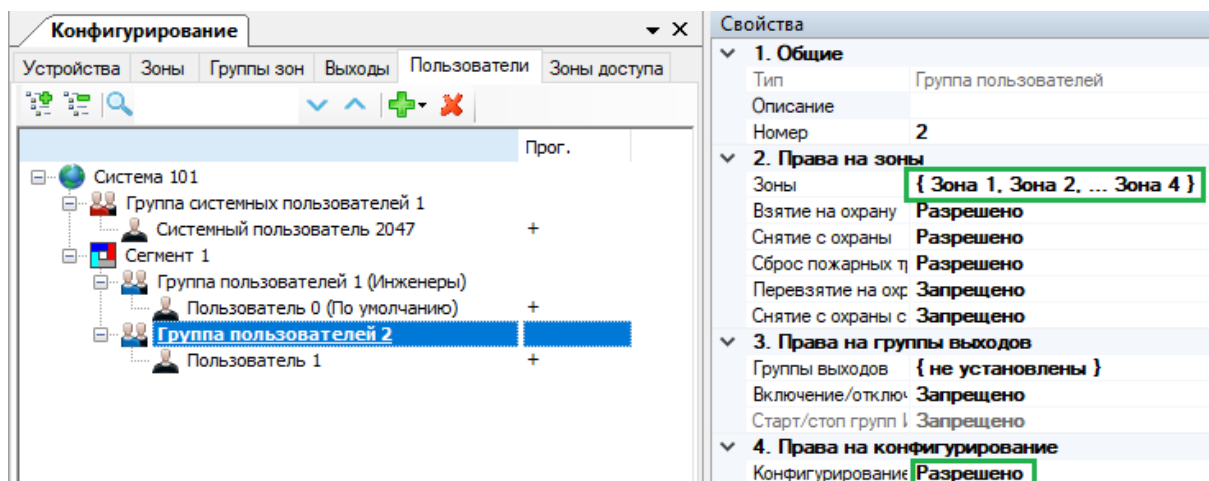 Конфигурирование
Устройства Зоны Группы зон Выходы Пользователи Зоны доступа
Прог.
Система 101
Группа системных пользователей 1
Системный пользователь 2047 +
Сегмент 1
Группа пользователей 1 (Инженеры)
Пользователь 0 (По умолчанию) +
Группа пользователей 2
Пользователь 1 +
Свойства
1. Общие
Тип Группа пользователей
Описание
Номер 2
2. Права на зоны
Зоны { Зона 1, Зона 2, ... Зона 4 }
Взятие на охрану Разрешено
Снятие с охраны Разрешено
Сброс пожарных Разрешено
Перевзятие на охр Запрещено
Снятие с охраны с Запрещено
3. Права на группы выходов
Группы выходов { не установлены }
Включение/отключ Запрещено
Старт/стоп групп Запрещено
4. Права на конфигурирование
Конфигурирование Разрешено